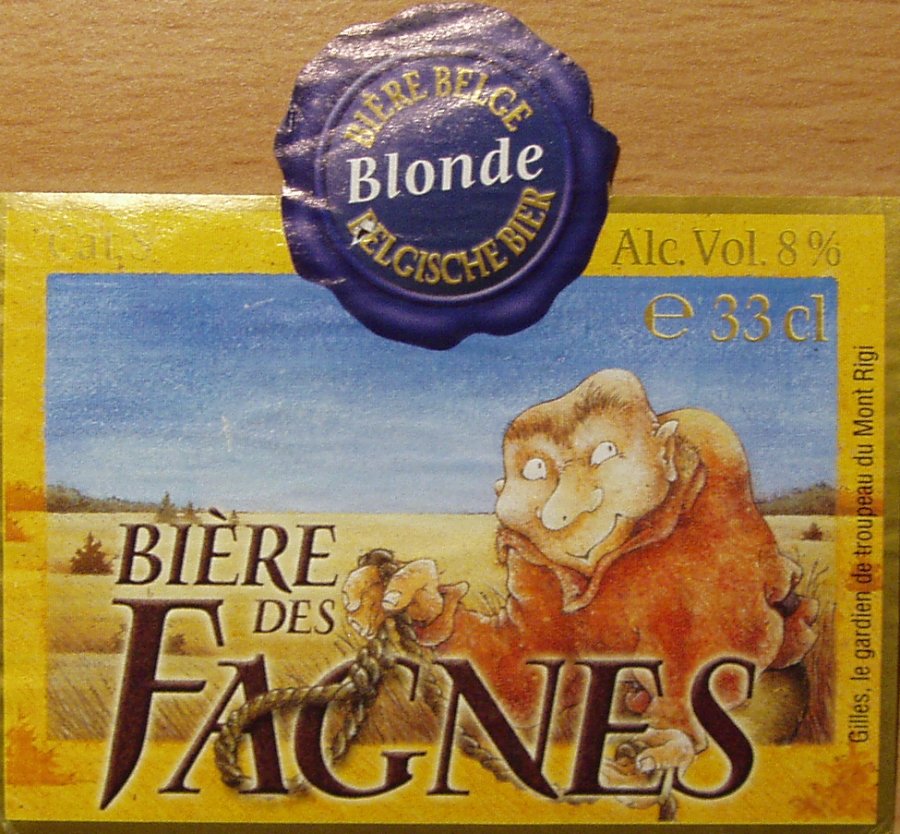 BIÈRE BELGE
Blonde
BELGISCHE BIER
Cat. S
Alc. Vol. 8 %
e 33 cl
BIÈRE
DES
FAGNES
Gilles, le gardien de troupeau du Mont Rigi